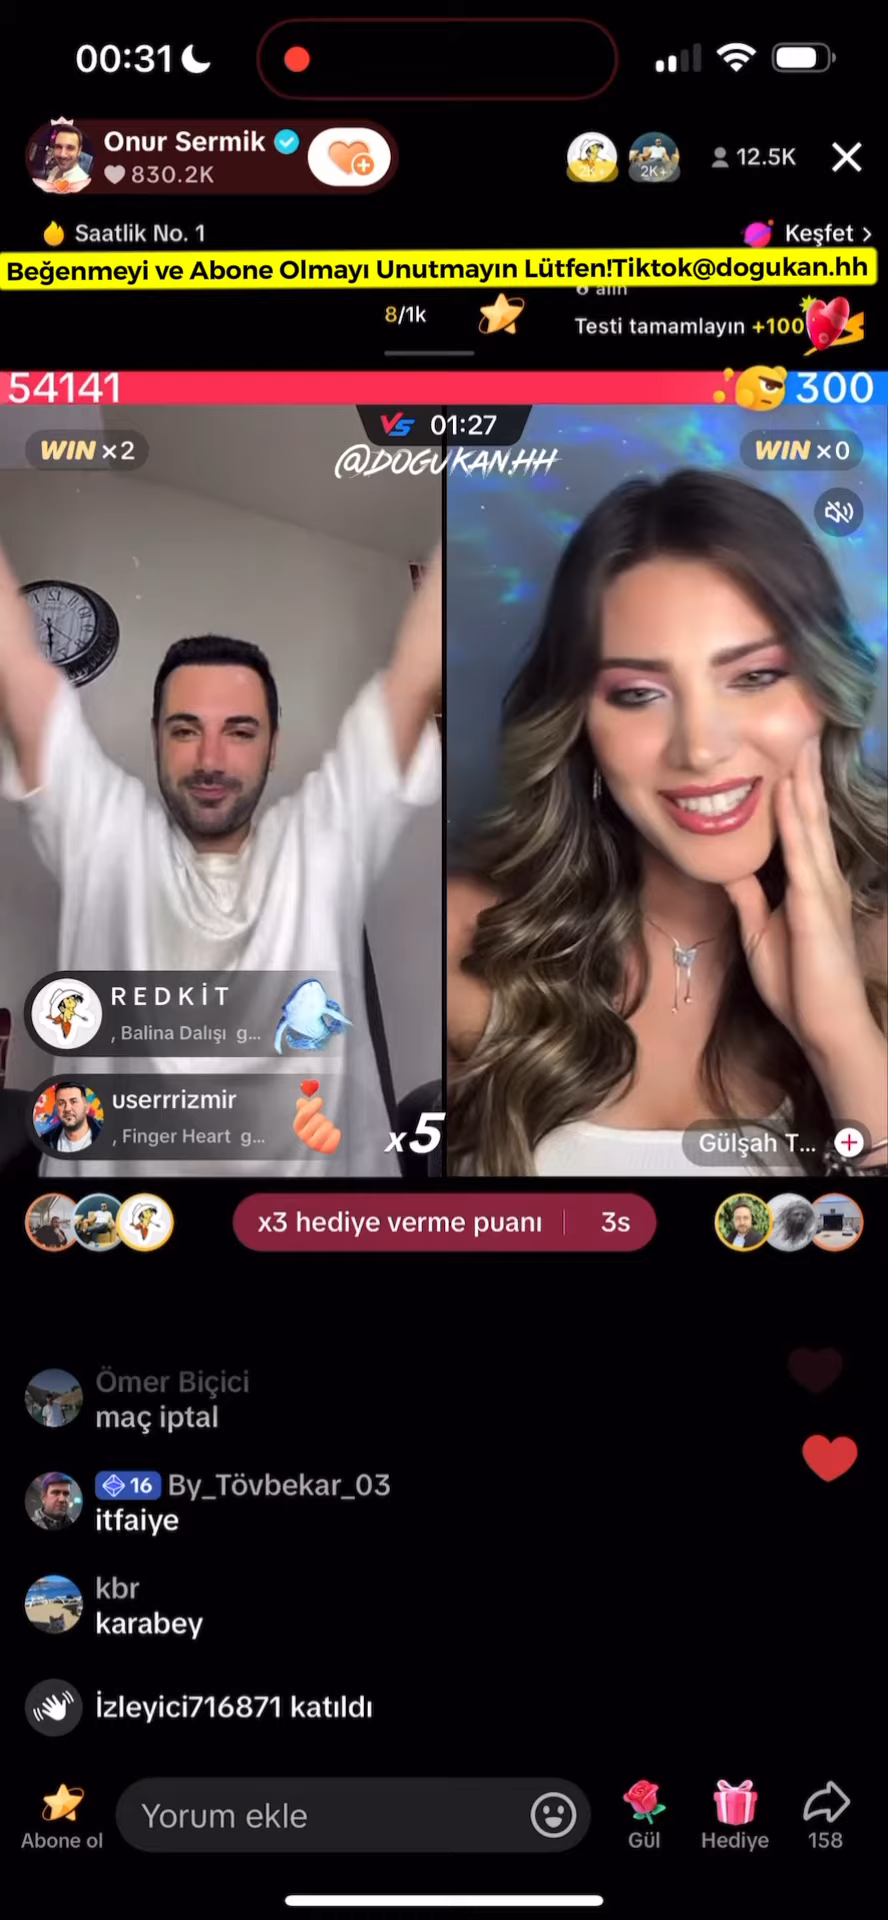 00:31
Onur Sermik
830.2K
2K+
2K+
12.5K
Saatlik No. 1
Keşfet >
Beğenmeyi ve Abone Olmayı Unutmayın Lütfen!Tiktok@dogukan.hh
8/1k
Testi tamamlayın +100
54141
300
VS 01:27
WIN x2
@DOGUKAN.HH
WIN x0
R E D K İ T
, Balina Dalışı g...
userrrizmir
, Finger Heart g...
x5
Gülşah T...
x3 hediye verme puanı
3s
Ömer Biçici
maç iptal
16 By_Tövbekar_03
itfaiye
kbr
karabey
İzleyici716871 katıldı
Abone ol
Yorum ekle
Gül
Hediye
158